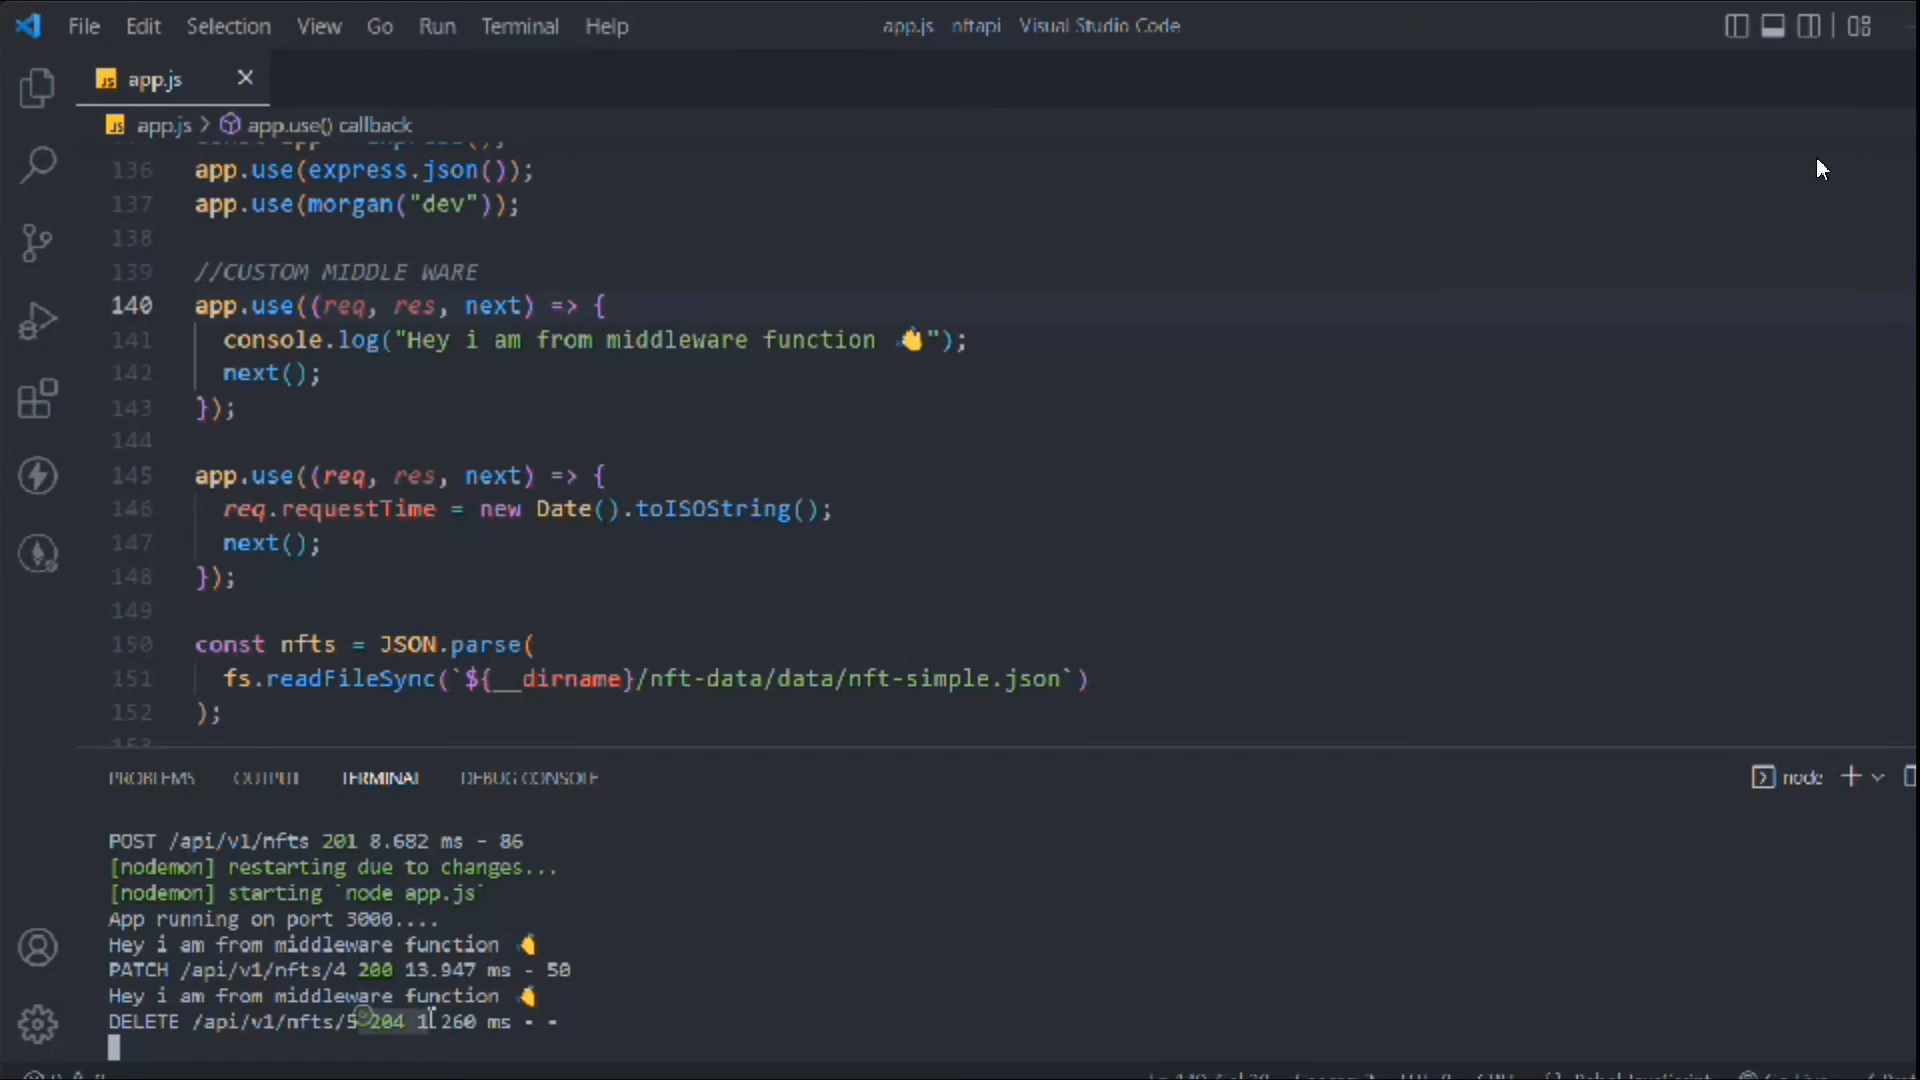 File Edit Selection View Go Run Terminal Help app.js nftapi Visual Studio Code
JS app.js
JS app.js > app.use() callback
136 app.use(express.json());
137 app.use(morgan("dev"));
138
139 //CUSTOM MIDDLE WARE
140 app.use((req, res, next) => {
141 console.log("Hey i am from middleware function 👋");
142 next();
143 });
144
145 app.use((req, res, next) => {
146 req.requestTime = new Date().toISOString();
147 next();
148 });
149
150 const nfts = JSON.parse(
151 fs.readFileSync(`${__dirname}/nft-data/data/nft-simple.json`)
152 );
153
PROBLEMS OUTPUT TERMINAL DEBUG CONSOLE node
POST /api/v1/nfts 201 8.682 ms - 86
[nodemon] restarting due to changes...
[nodemon] starting `node app.js`
App running on port 3000....
Hey i am from middleware function 👋
PATCH /api/v1/nfts/4 200 13.947 ms - 50
Hey i am from middleware function 👋
DELETE /api/v1/nfts/5 204 1.260 ms - -